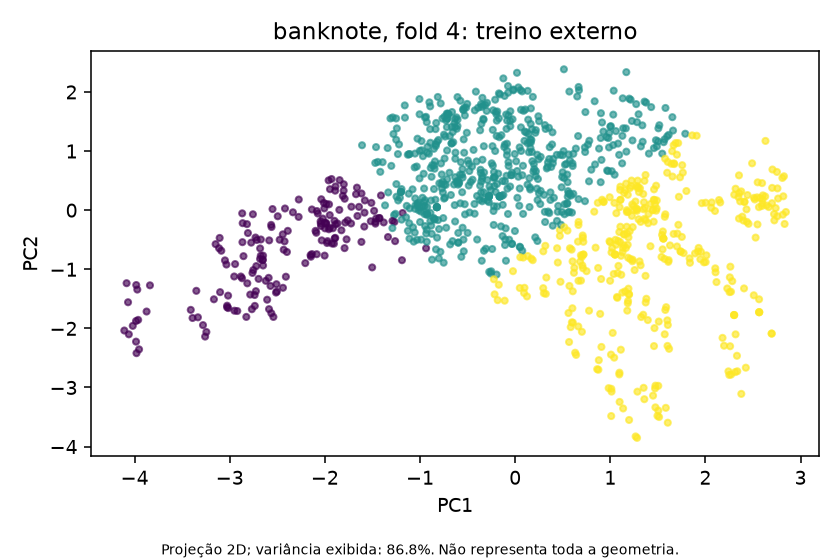 banknote, fold 4: treino externo
2
1
0
−1
−2
−3
−4
PC2
−4 −3 −2 −1 0 1 2 3
PC1
Projeção 2D; variância exibida: 86.8%. Não representa toda a geometria.